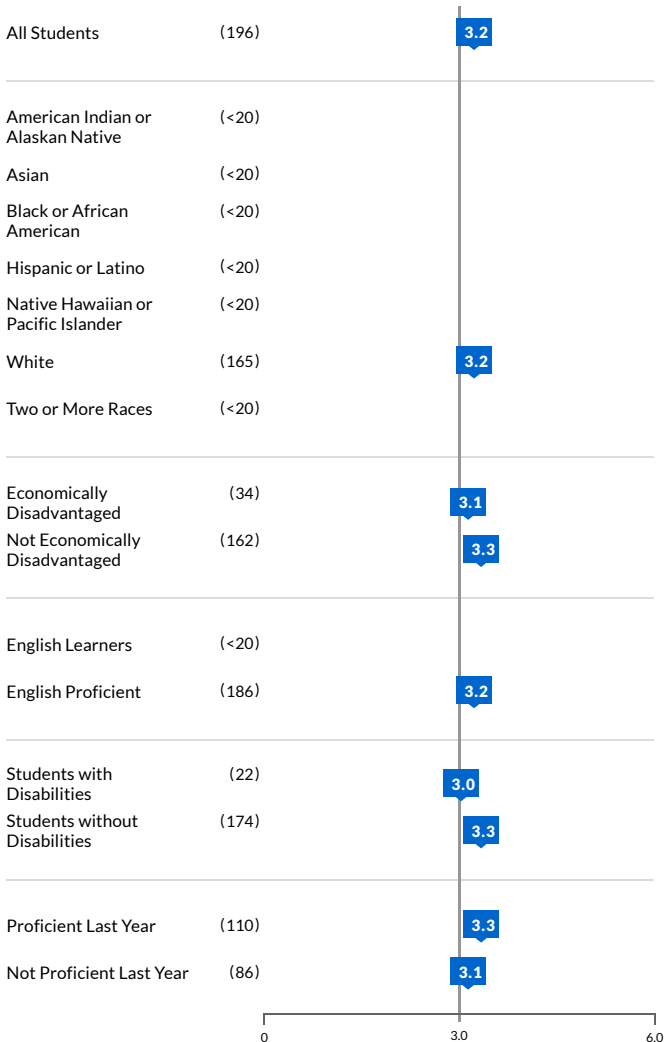 All Students (196) 3.2
American Indian or (<20)
Alaskan Native
Asian (<20)
Black or African (<20)
American
Hispanic or Latino (<20)
Native Hawaiian or (<20)
Pacific Islander
White (165) 3.2
Two or More Races (<20)
Economically (34) 3.1
Disadvantaged
Not Economically (162) 3.3
Disadvantaged
English Learners (<20)
English Proficient (186) 3.2
Students with (22) 3.0
Disabilities
Students without (174) 3.3
Disabilities
Proficient Last Year (110) 3.3
Not Proficient Last Year (86) 3.1
0 3.0 6.0